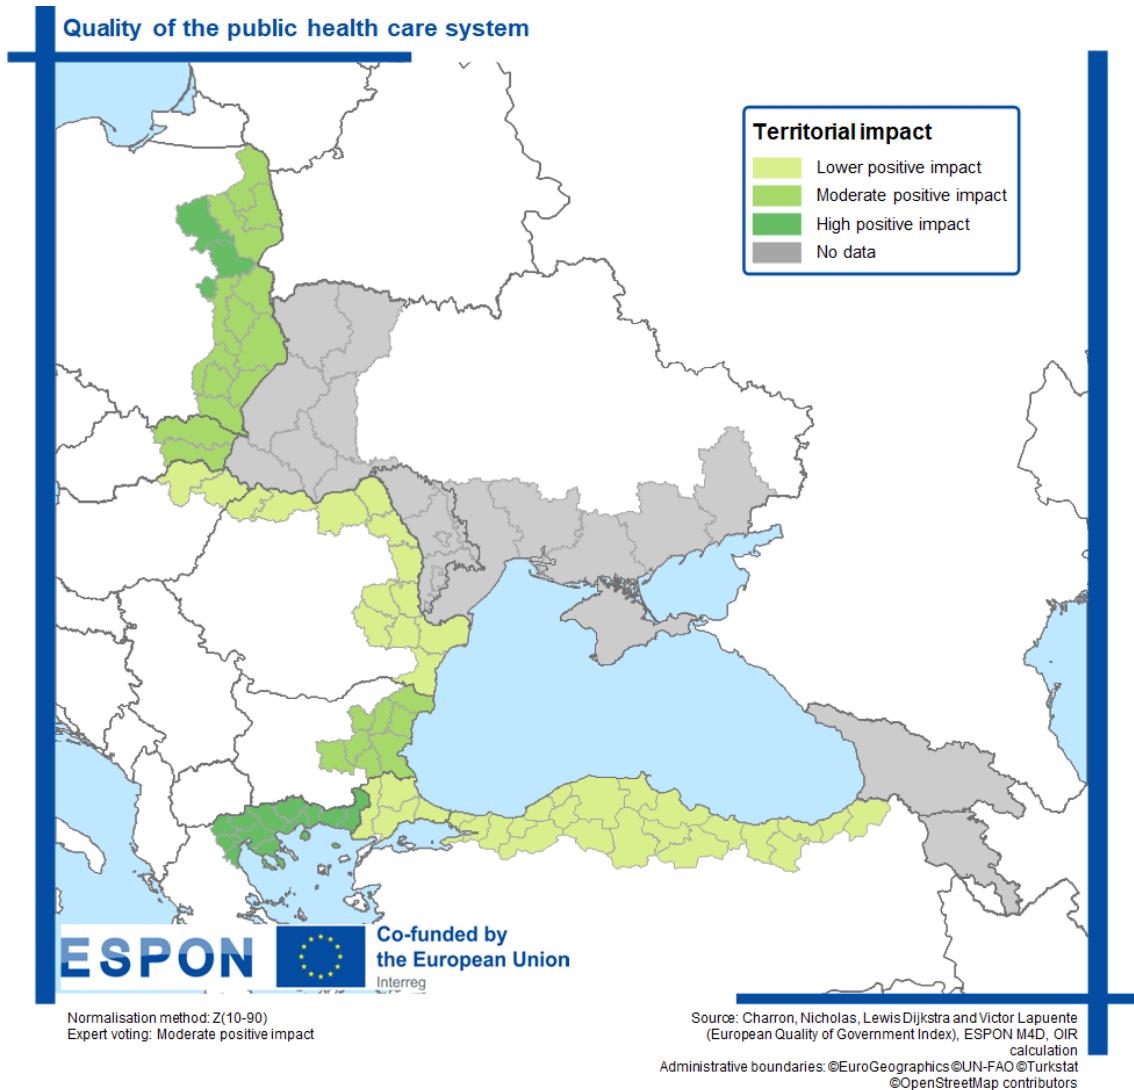 Quality of the public health care system
Territorial impact
Lower positive impact
Moderate positive impact
High positive impact
No data
ESPON
Co-funded by
the European Union
Interreg
Normalisation method: Z(10-90)
Expert voting: Moderate positive impact
Source: Charron, Nicholas, Lewis Dijkstra and Victor Lapuente
(European Quality of Government Index), ESPON M4D, OIR
calculation
Administrative boundaries: ©EuroGeographics ©UN-FAO ©Turkstat
©OpenStreetMap contributors